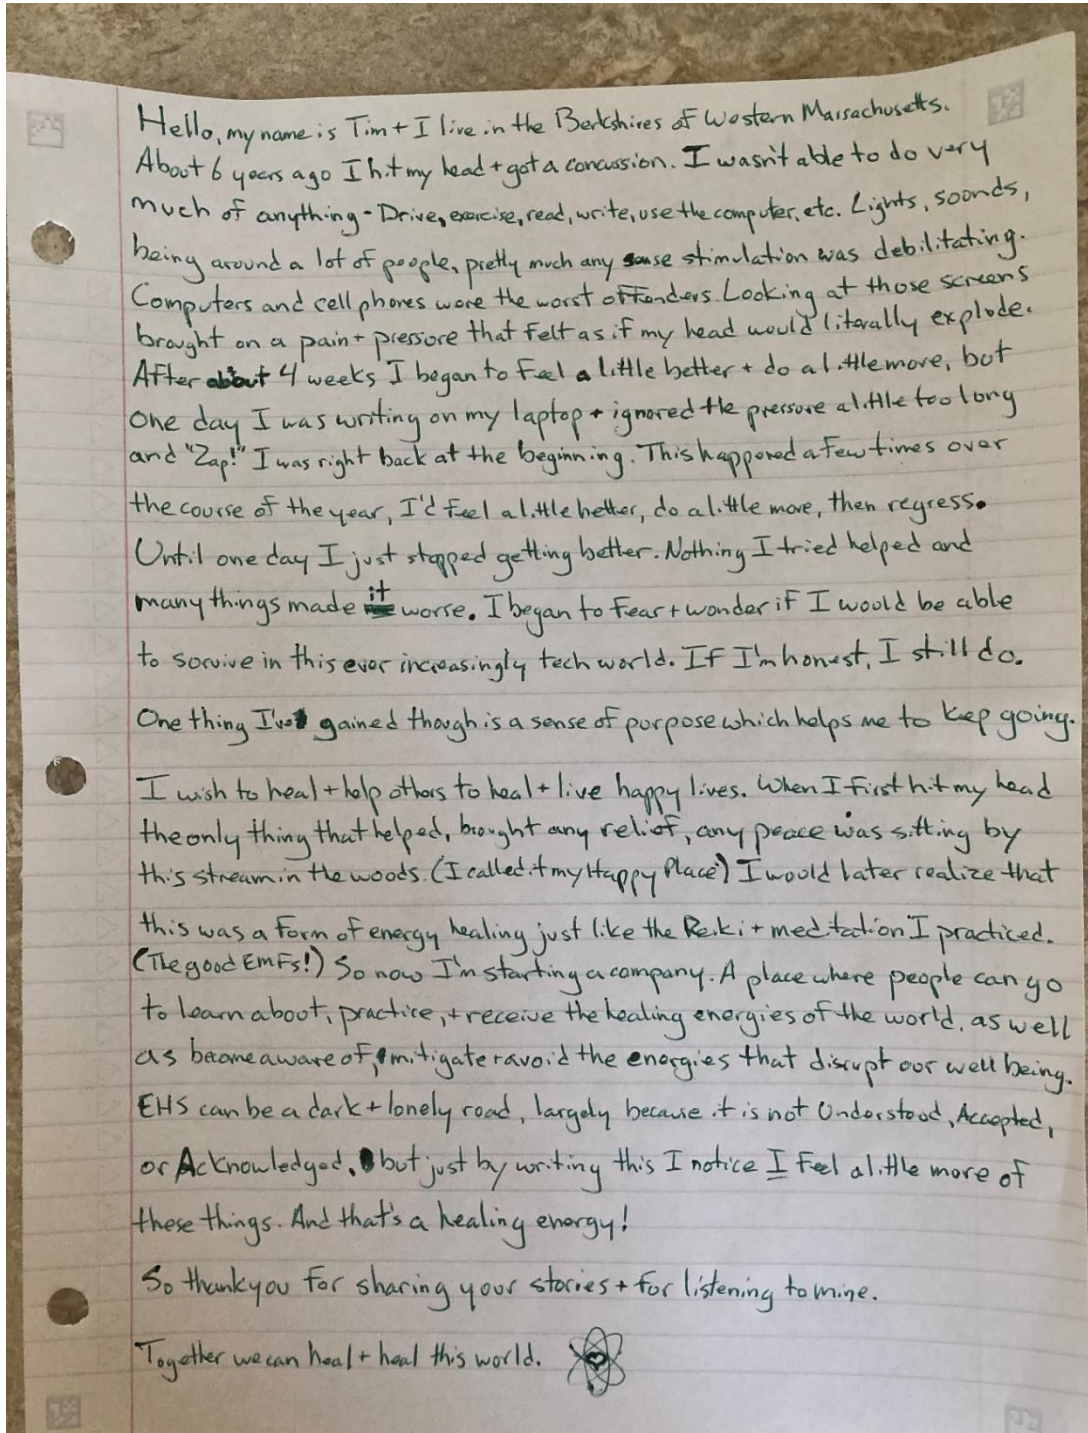 Hello, my name is Tim + I live in the Berkshires of Western Massachusetts.
About 6 years ago I hit my head + got a concussion. I wasn't able to do very
much of anything - Drive, exercise, read, write, use the computer, etc. Lights, sounds,
being around a lot of people, pretty much any sense stimulation was debilitating.
Computers and cell phones were the worst offenders. Looking at those screens
brought on a pain + pressure that felt as if my head would literally explode.
After about 4 weeks I began to feel a little better + do a little more, but
one day I was writing on my laptop + ignored the pressure a little too long
and "Zap!" I was right back at the beginning. This happened a few times over
the course of the year, I'd feel a little better, do a little more, then regress.
Until one day I just stopped getting better. Nothing I tried helped and
many things made it worse. I began to fear + wonder if I would be able
to survive in this ever increasingly tech world. If I'm honest, I still do.
One thing I've gained though is a sense of purpose which helps me to keep going.
I wish to heal + help others to heal + live happy lives. When I first hit my head
the only thing that helped, brought any relief, any peace was sitting by
this stream in the woods. (I called it my Happy Place) I would later realize that
this was a form of energy healing just like the Reiki + meditation I practiced.
(The good EMFs!) So now I'm starting a company. A place where people can go
to learn about, practice, + receive the healing energies of the world, as well
as become aware of, mitigate + avoid the energies that disrupt our well being.
EHS can be a dark + lonely road, largely because it is not Understood, Accepted,
or Acknowledged, but just by writing this I notice I feel a little more of
these things. And that's a healing energy!
So thankyou for sharing your stories + for listening to mine.
Together we can heal + heal this world.